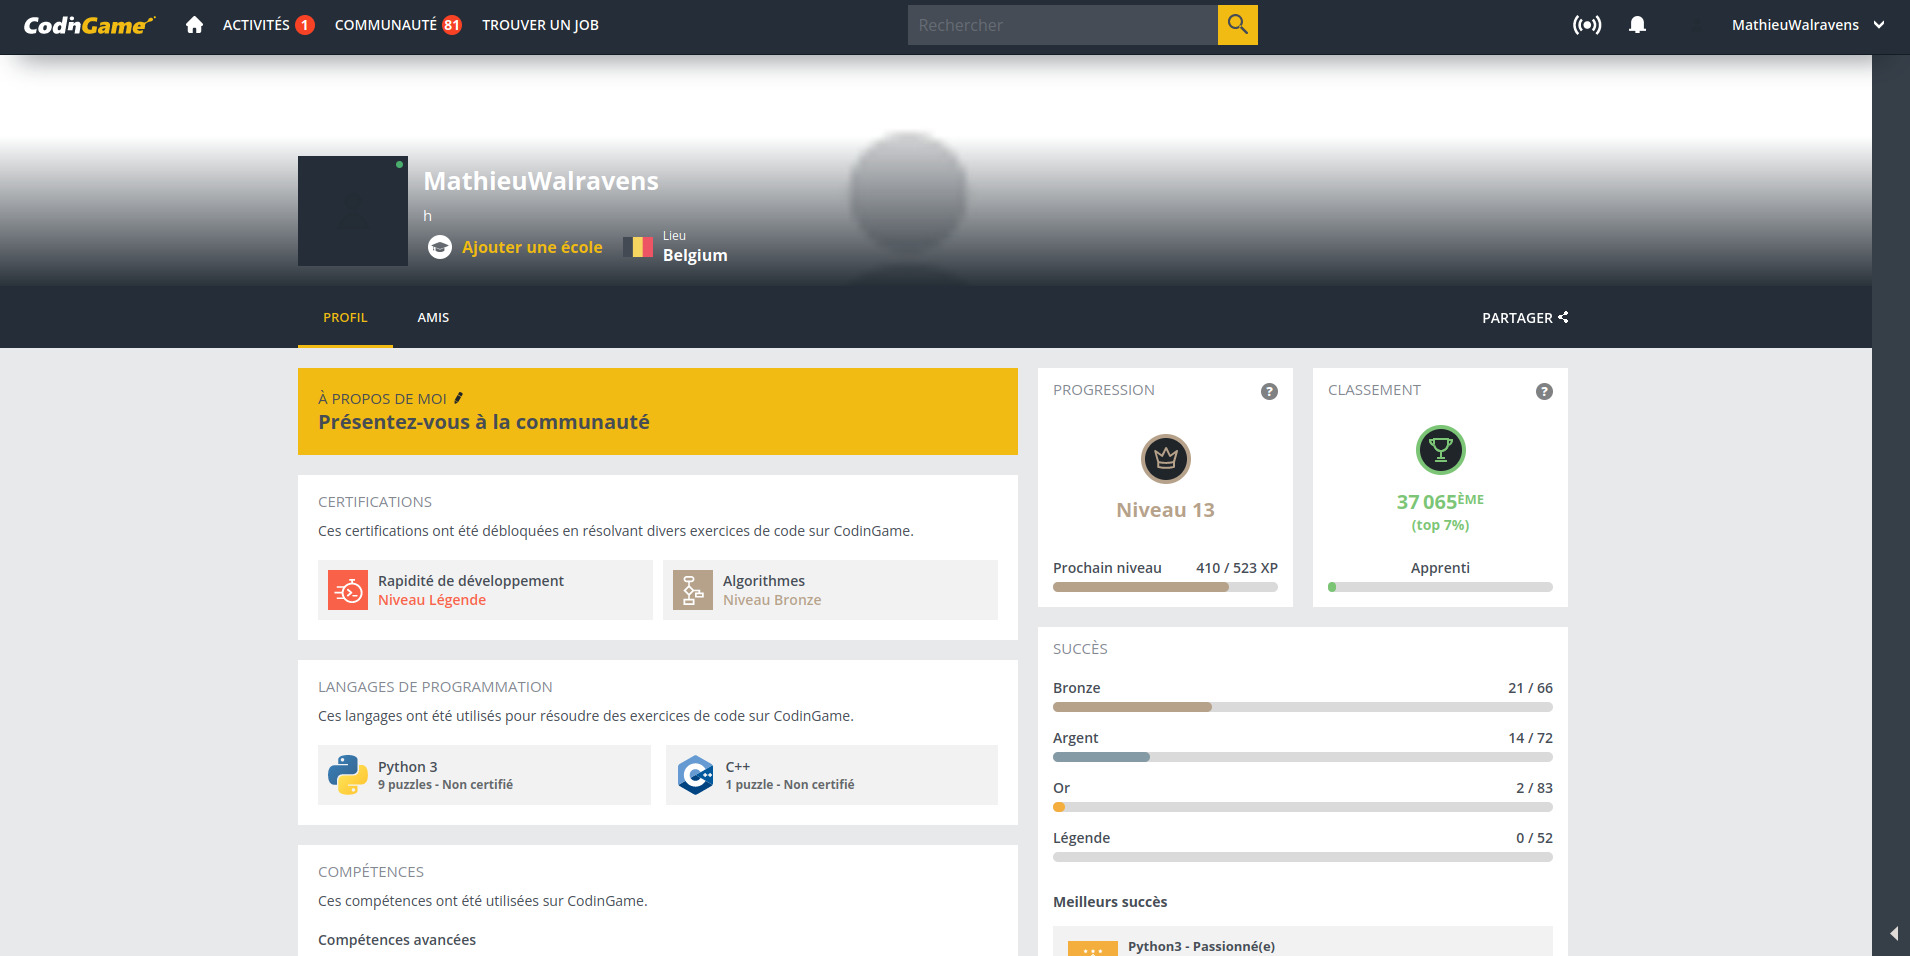 CodinGame
ACTIVITÉS 1
COMMUNAUTÉ 81
TROUVER UN JOB
Rechercher
MathieuWalravens
MathieuWalravens
h
Ajouter une école
Lieu
Belgium
PROFIL
AMIS
PARTAGER
À PROPOS DE MOI
Présentez-vous à la communauté
CERTIFICATIONS
Ces certifications ont été débloquées en résolvant divers exercices de code sur CodinGame.
Rapidité de développement
Niveau Légende
Algorithmes
Niveau Bronze
LANGAGES DE PROGRAMMATION
Ces langages ont été utilisés pour résoudre des exercices de code sur CodinGame.
Python 3
9 puzzles - Non certifié
C++
1 puzzle - Non certifié
COMPÉTENCES
Ces compétences ont été utilisées sur CodinGame.
Compétences avancées
PROGRESSION
?
Niveau 13
Prochain niveau 410 / 523 XP
CLASSEMENT
?
37 065ÈME
(top 7%)
Apprenti
SUCCÈS
Bronze 21 / 66
Argent 14 / 72
Or 2 / 83
Légende 0 / 52
Meilleurs succès
Python3 - Passionné(e)